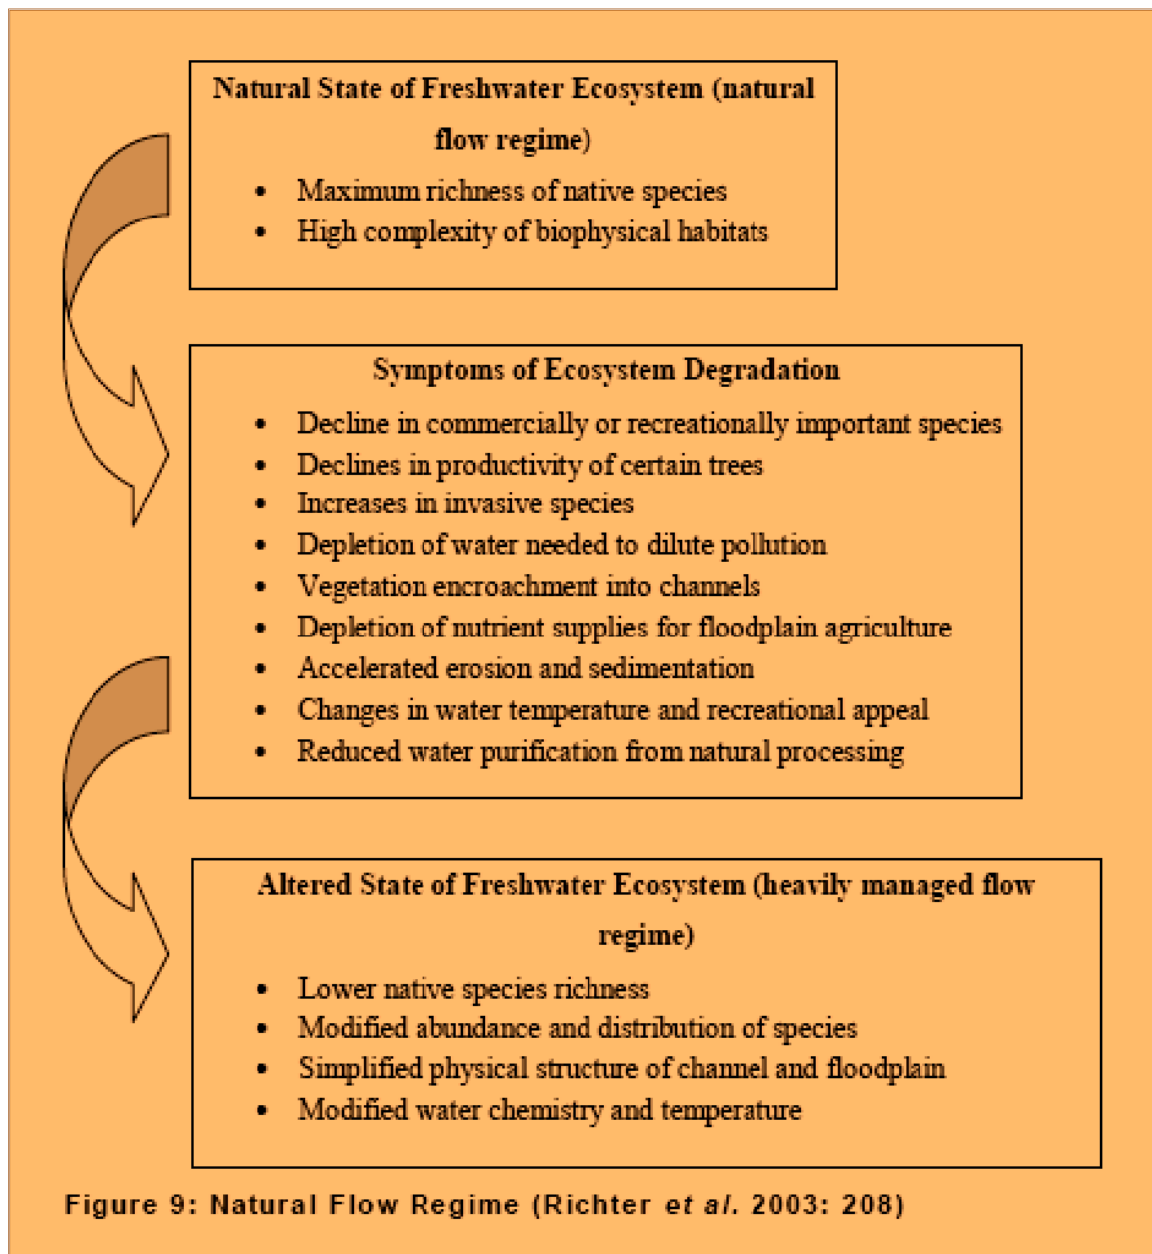 Natural State of Freshwater Ecosystem (natural
flow regime)
• Maximum richness of native species
• High complexity of biophysical habitats
Symptoms of Ecosystem Degradation
• Decline in commercially or recreationally important species
• Declines in productivity of certain trees
• Increases in invasive species
• Depletion of water needed to dilute pollution
• Vegetation encroachment into channels
• Depletion of nutrient supplies for floodplain agriculture
• Accelerated erosion and sedimentation
• Changes in water temperature and recreational appeal
• Reduced water purification from natural processing
Altered State of Freshwater Ecosystem (heavily managed flow
regime)
• Lower native species richness
• Modified abundance and distribution of species
• Simplified physical structure of channel and floodplain
• Modified water chemistry and temperature
Figure 9: Natural Flow Regime (Richter et al. 2003: 208)